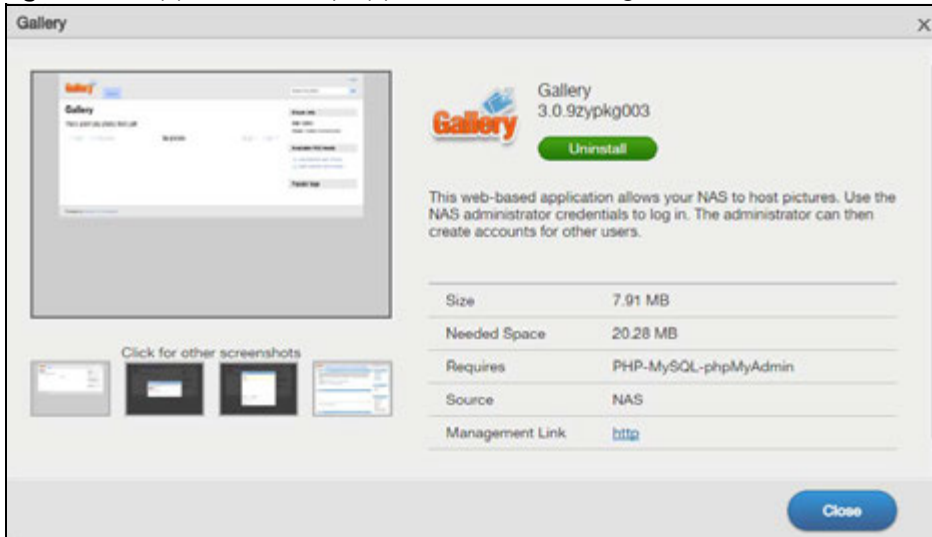 Gallery
X
Gallery
Gallery
Gallery
3.0.9zypkg003
Uninstall
This web-based application allows your NAS to host pictures. Use the
NAS administrator credentials to log in. The administrator can then
create accounts for other users.
Click for other screenshots
Size 7.91 MB
Needed Space 20.28 MB
Requires PHP-MySQL-phpMyAdmin
Source NAS
Management Link http
Close